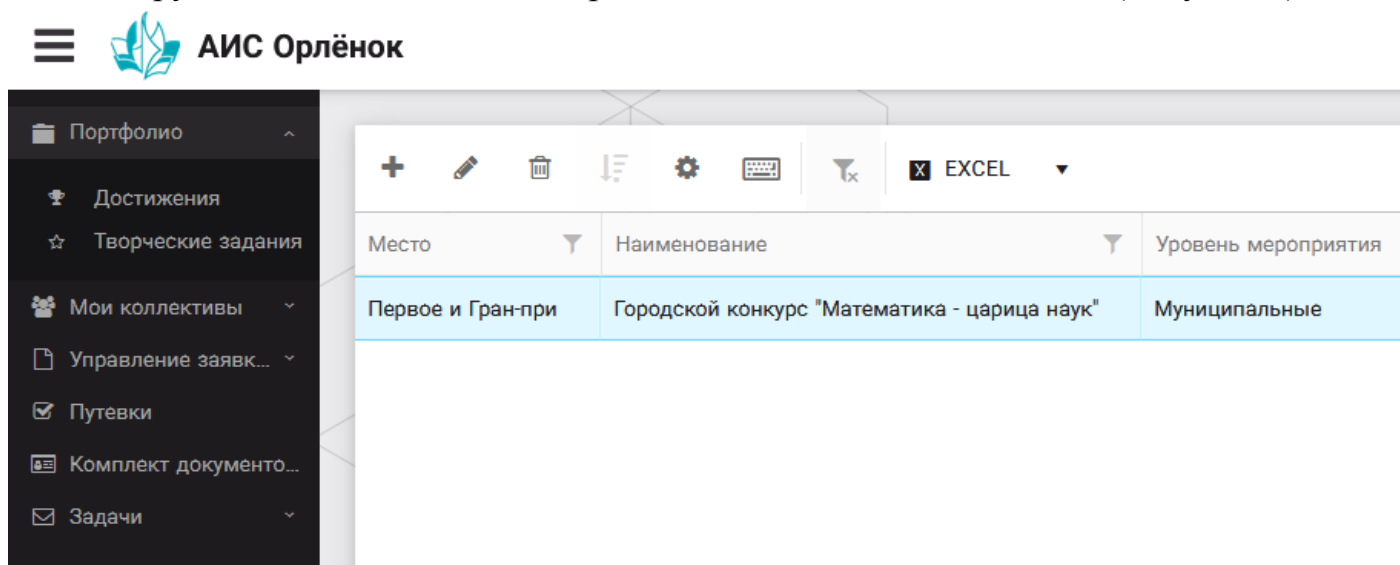 АИС Орлёнок
Портфолио
Достижения
Творческие задания
Мои коллективы
Управление заявк...
Путевки
Комплект документо...
Задачи
X EXCEL
Место Наименование Уровень мероприятия
Первое и Гран-при Городской конкурс "Математика - царица наук" Муниципальные